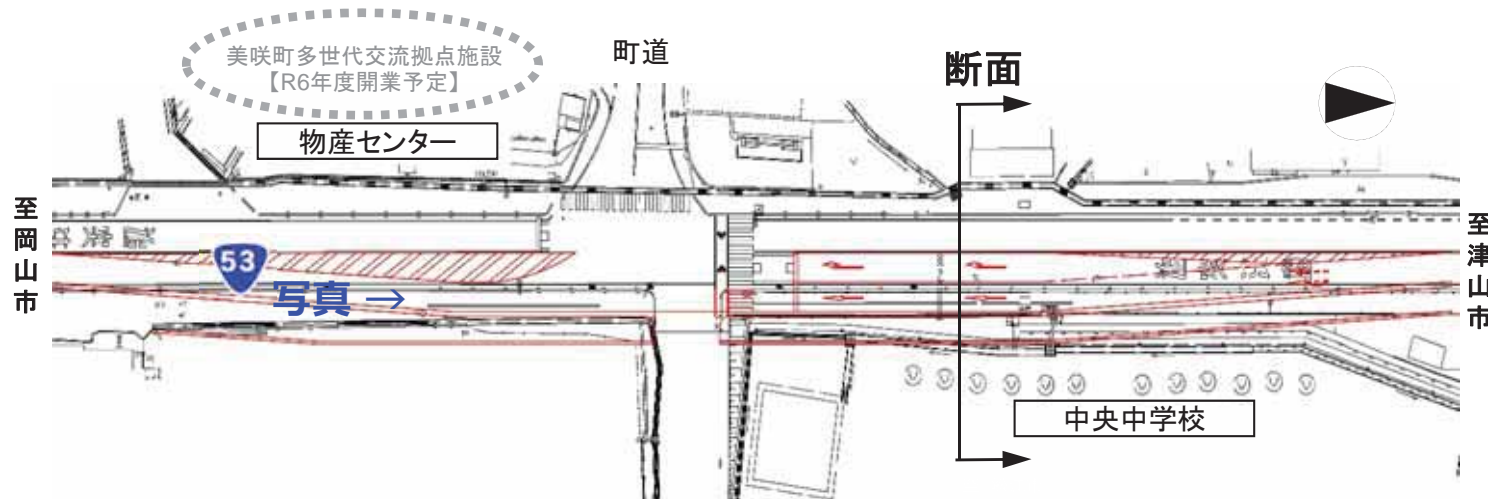 美咲町多世代交流拠点施設
【R6年度開業予定】
町道
断面
物産センター
至岡山市
53
写真 →
至津山市
中央中学校